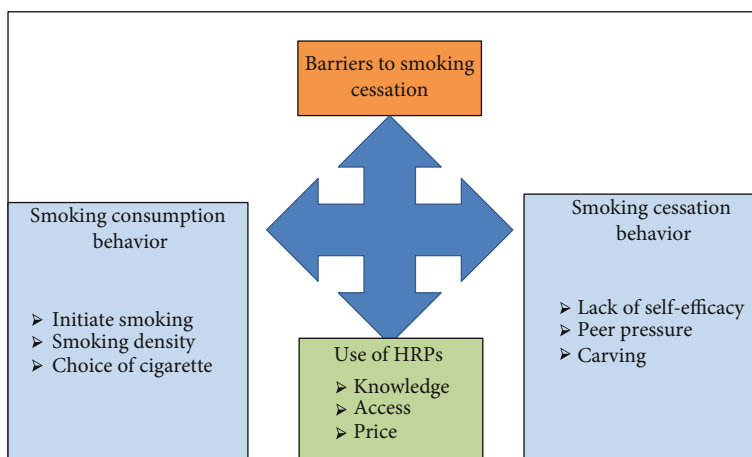 Barriers to smoking
cessation
Smoking consumption
behavior
➢ Initiate smoking
➢ Smoking density
➢ Choice of cigarette
Use of HRPs
➢ Knowledge
➢ Access
➢ Price
Smoking cessation
behavior
➢ Lack of self-efficacy
➢ Peer pressure
➢ Carving